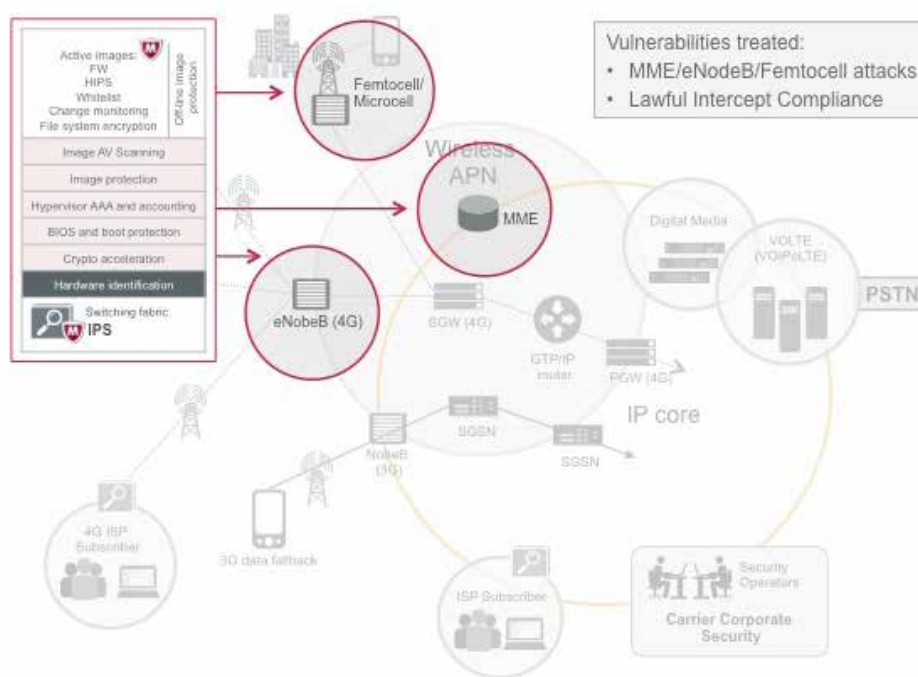 Active images:
FW
HIPS
Whitelist
Change monitoring
File system encryption
Off-line image
protection
Image AV Scanning
Image protection
Hypervisor AAA and accounting
BIOS and boot protection
Crypto acceleration
Hardware identification
Switching fabric
IPS
Femtocell/
Microcell
Vulnerabilities treated:
• MME/eNodeB/Femtocell attacks
• Lawful Intercept Compliance
Wireless
APN
MME
Digital Media
VOLTE
(VOIPoLTE)
PSTN
eNobeB (4G)
SGW (4G)
GTP/IP
router
PGW (4G)
IP core
SGSN
SGSN
NobeB
(3G)
4G ISP
Subscriber
3G data fallback
ISP Subscriber
Security
Operators
Carrier Corporate
Security